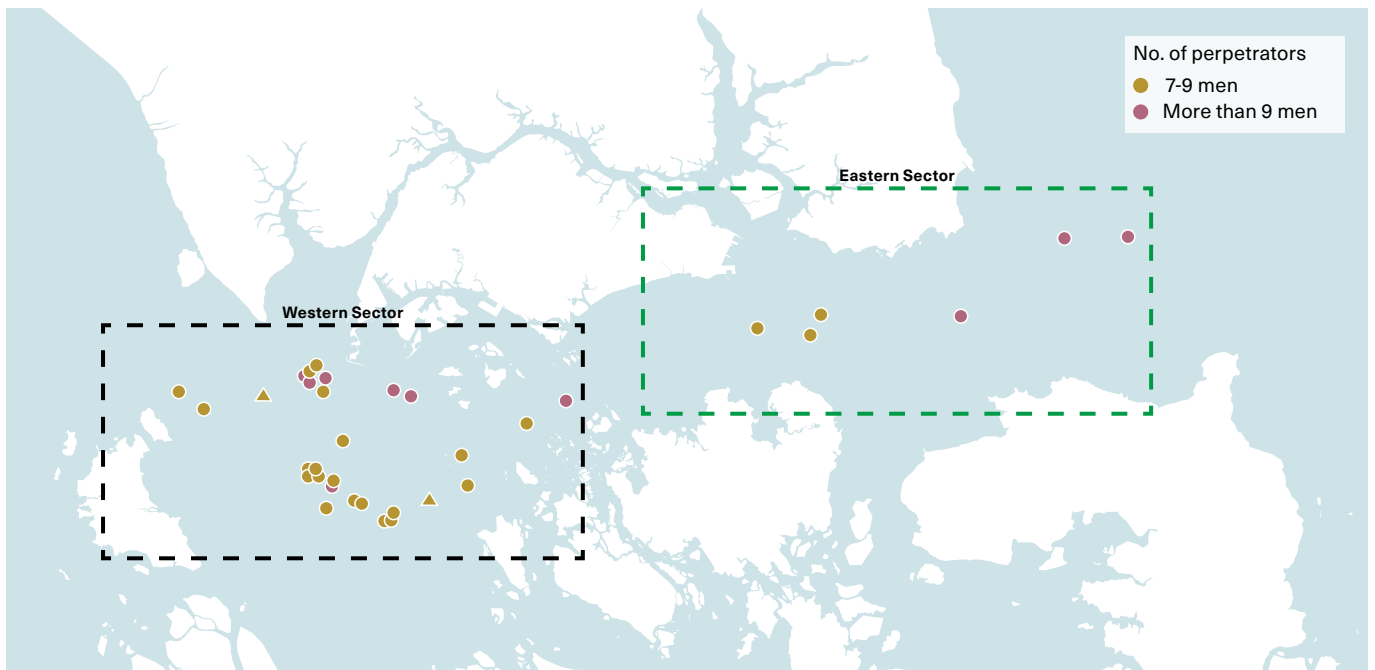 No. of perpetrators
7-9 men
More than 9 men
Eastern Sector
Western Sector